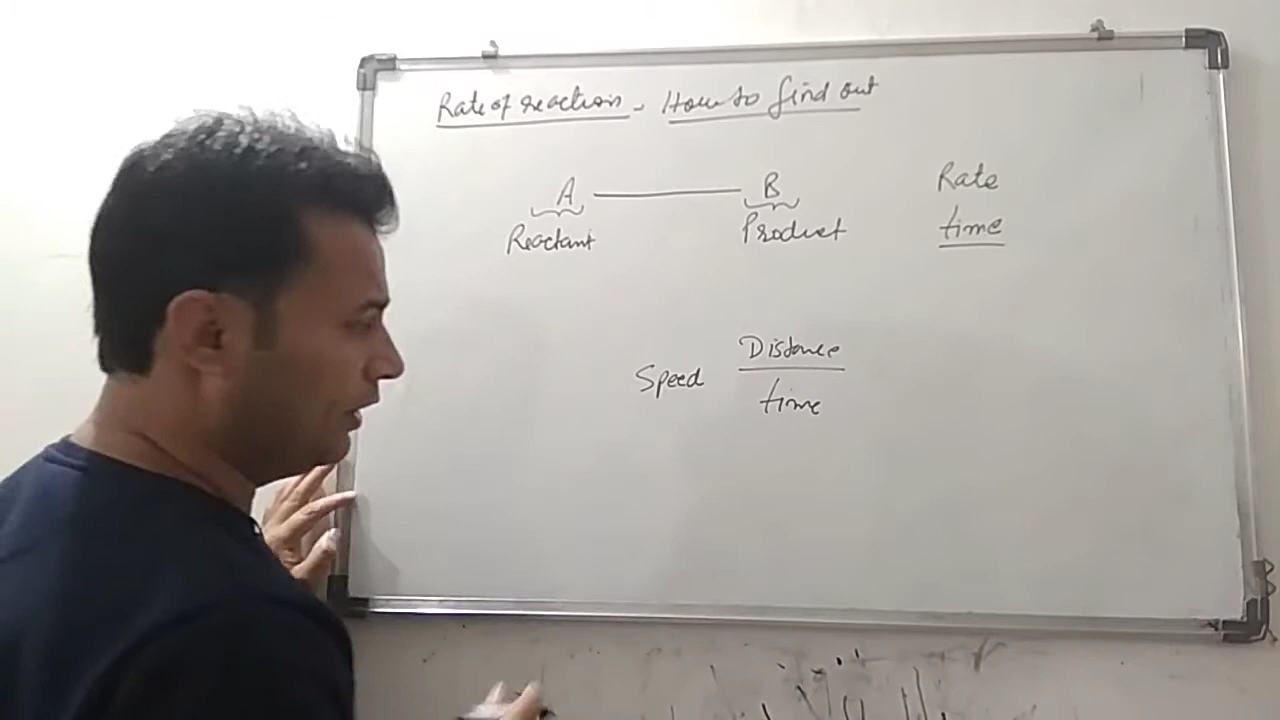 Rate of reaction - How to find out
A B Rate
Reactant Product time
Speed Distance
time